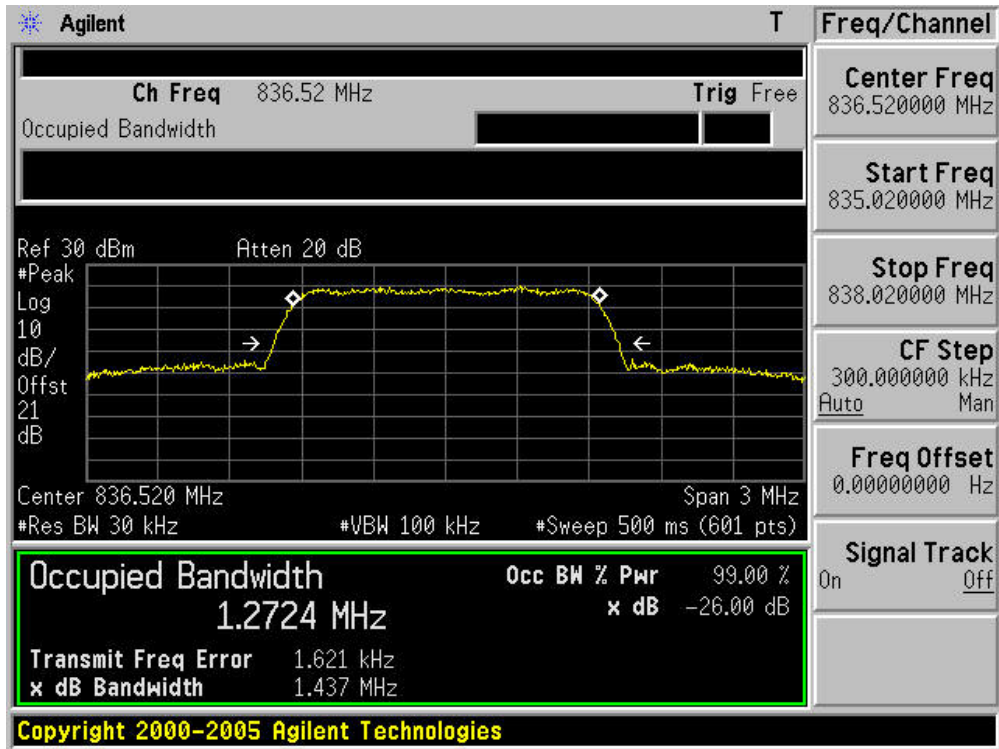 Agilent T Freq/Channel
Ch Freq 836.52 MHz Trig Free
Occupied Bandwidth
Center Freq
836.520000 MHz
Start Freq
835.020000 MHz
Stop Freq
838.020000 MHz
CF Step
300.000000 kHz
Auto Man
Freq Offset
0.00000000 Hz
Signal Track
On Off
Ref 30 dBm Atten 20 dB
#Peak
Log
10
dB/
Offst
21
dB
Center 836.520 MHz Span 3 MHz
#Res BW 30 kHz #VBW 100 kHz #Sweep 500 ms (601 pts)
Occupied Bandwidth Occ BW % Pwr 99.00 %
1.2724 MHz x dB -26.00 dB
Transmit Freq Error 1.621 kHz
x dB Bandwidth 1.437 MHz
Copyright 2000-2005 Agilent Technologies